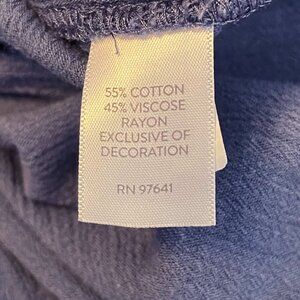 55% COTTON
45% VISCOSE
RAYON
EXCLUSIVE OF
DECORATION
RN 97641